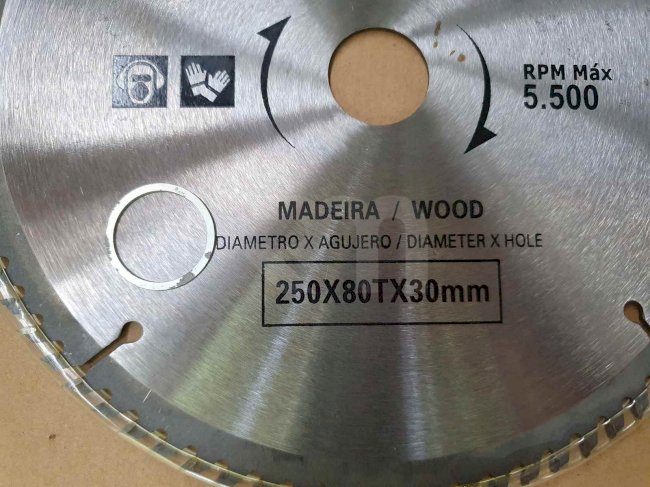 RPM Máx
5.500
MADEIRA / WOOD
DIAMETRO X AGUJERO / DIAMETER X HOLE
250X80TX30mm